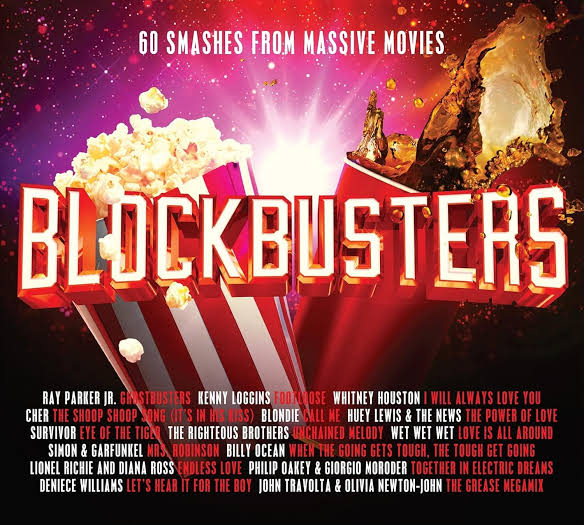 60 SMASHES FROM MASSIVE MOVIES
BLOCKBUSTERS
RAY PARKER JR. GHOSTBUSTERS KENNY LOGGINS FOOTLOOSE WHITNEY HOUSTON I WILL ALWAYS LOVE YOU
CHER THE SHOOP SHOOP SONG (IT'S IN HIS KISS) BLONDIE CALL ME HUEY LEWIS & THE NEWS THE POWER OF LOVE
SURVIVOR EYE OF THE TIGER THE RIGHTEOUS BROTHERS UNCHAINED MELODY WET WET WET LOVE IS ALL AROUND
SIMON & GARFUNKEL MRS. ROBINSON BILLY OCEAN WHEN THE GOING GETS TOUGH, THE TOUGH GET GOING
LIONEL RICHIE AND DIANA ROSS ENDLESS LOVE PHILIP OAKEY & GIORGIO MORODER TOGETHER IN ELECTRIC DREAMS
DENIECE WILLIAMS LET'S HEAR IT FOR THE BOY JOHN TRAVOLTA & OLIVIA NEWTON-JOHN THE GREASE MEGAMIX